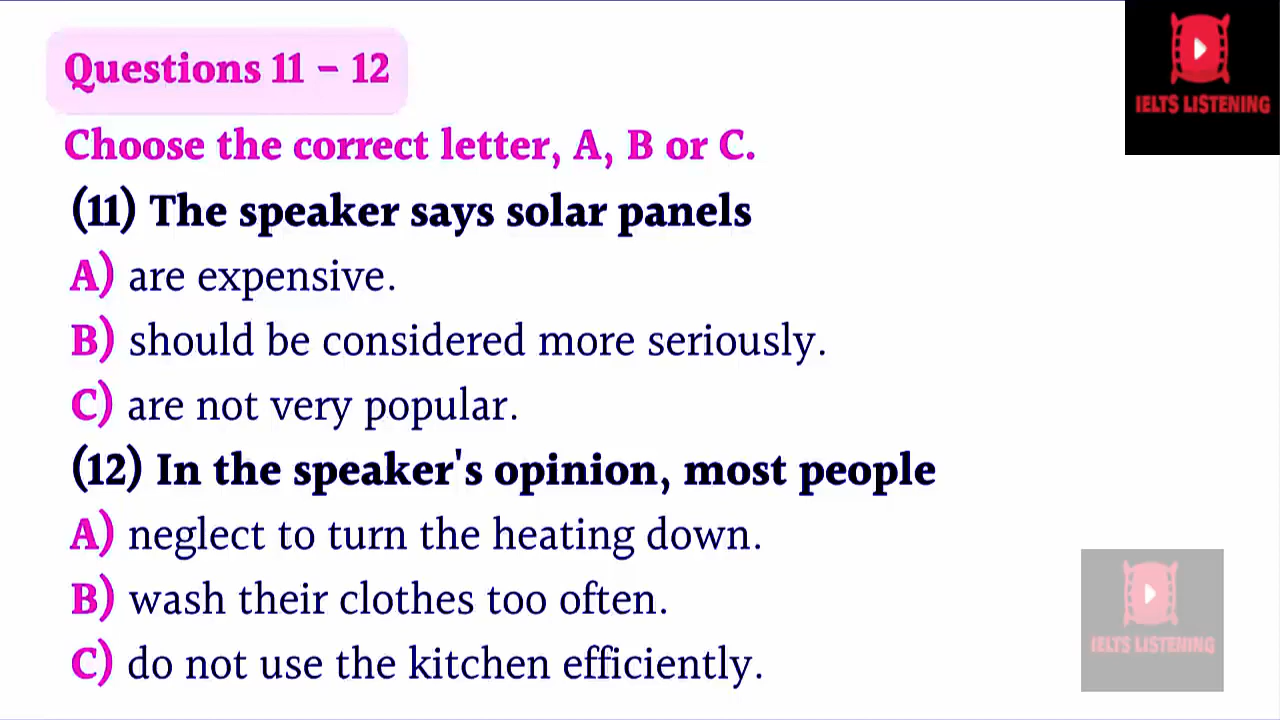 Questions 11 – 12
IELTS LISTENING
Choose the correct letter, A, B or C.
(11) The speaker says solar panels
A) are expensive.
B) should be considered more seriously.
C) are not very popular.
(12) In the speaker's opinion, most people
A) neglect to turn the heating down.
B) wash their clothes too often.
C) do not use the kitchen efficiently.
IELTS LISTENING